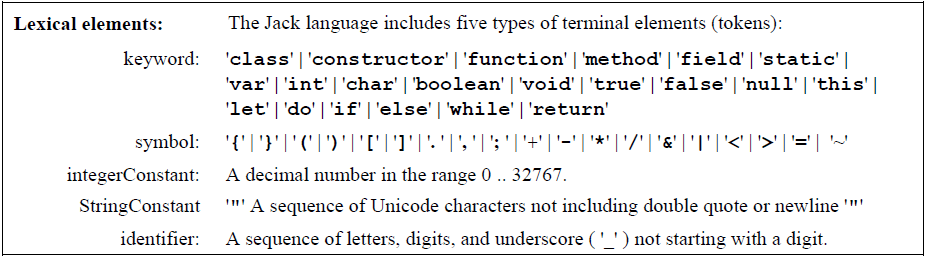 Lexical elements: The Jack language includes five types of terminal elements (tokens):
keyword: 'class'|'constructor'|'function'|'method'|'field'|'static'|
'var'|'int'|'char'|'boolean'|'void'|'true'|'false'|'null'|'this'|
'let'|'do'|'if'|'else'|'while'|'return'
symbol: '{'|'}'|'('|')'|'['|']'|'.'|','|'; '|'+'|'-'|'*'|'/'|'&'|'|'|'<'|'>'|'='| '~'
integerConstant: A decimal number in the range 0 .. 32767.
StringConstant '"' A sequence of Unicode characters not including double quote or newline '"'
identifier: A sequence of letters, digits, and underscore ( '_' ) not starting with a digit.